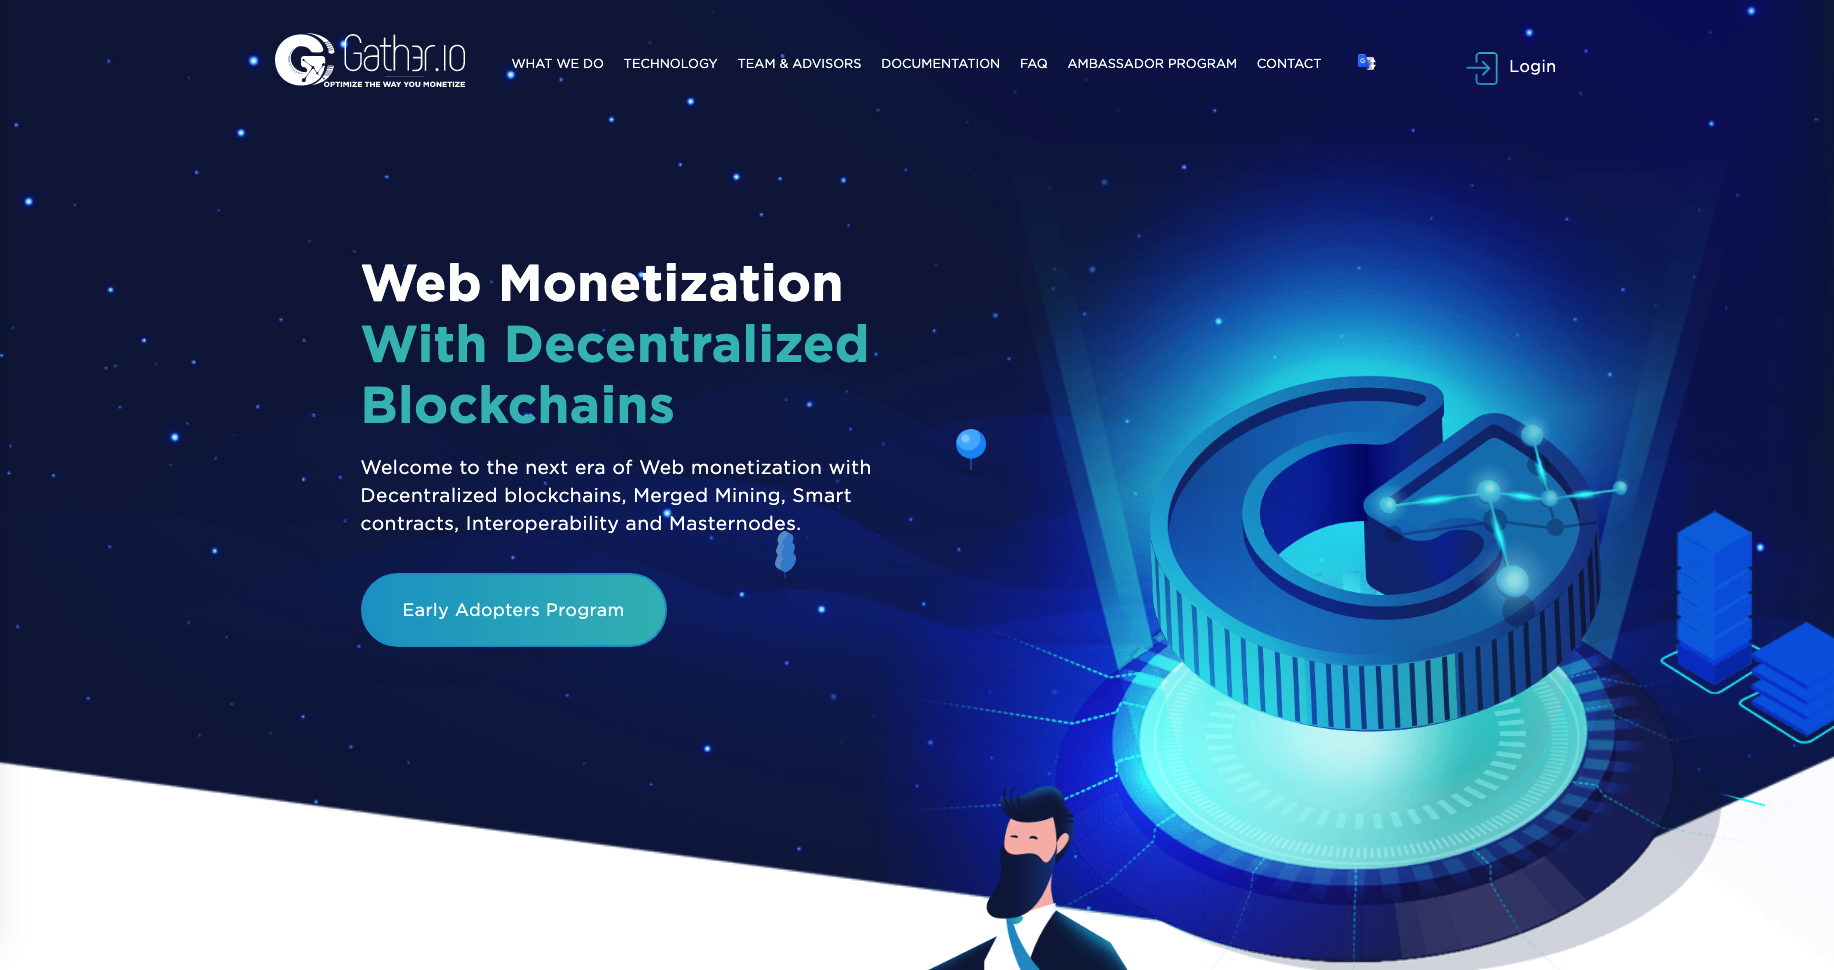 Gath3r.io
OPTIMIZE THE WAY YOU MONETIZE
WHAT WE DO TECHNOLOGY TEAM & ADVISORS DOCUMENTATION FAQ AMBASSADOR PROGRAM CONTACT
Login
Web Monetization
With Decentralized
Blockchains
Welcome to the next era of Web monetization with
Decentralized blockchains, Merged Mining, Smart
contracts, Interoperability and Masternodes.
Early Adopters Program